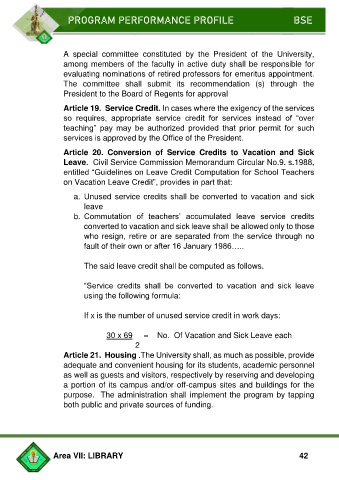 PROGRAM PERFORMANCE PROFILE BSE
A special committee constituted by the President of the University,
among members of the faculty in active duty shall be responsible for
evaluating nominations of retired professors for emeritus appointment.
The committee shall submit its recommendation (s) through the
President to the Board of Regents for approval
Article 19. Service Credit. In cases where the exigency of the services
so requires, appropriate service credit for services instead of “over
teaching” pay may be authorized provided that prior permit for such
services is approved by the Office of the President.
Article 20. Conversion of Service Credits to Vacation and Sick
Leave. Civil Service Commission Memorandum Circular No.9. s.1988,
entitled “Guidelines on Leave Credit Computation for School Teachers
on Vacation Leave Credit”, provides in part that:
a. Unused service credits shall be converted to vacation and sick
leave
b. Commutation of teachers’ accumulated leave service credits
converted to vacation and sick leave shall be allowed only to those
who resign, retire or are separated from the service through no
fault of their own or after 16 January 1986…..
The said leave credit shall be computed as follows.
“Service credits shall be converted to vacation and sick leave
using the following formula:
If x is the number of unused service credit in work days:
30 x 69 = No. Of Vacation and Sick Leave each
2
Article 21. Housing .The University shall, as much as possible, provide
adequate and convenient housing for its students, academic personnel
as well as guests and visitors, respectively by reserving and developing
a portion of its campus and/or off-campus sites and buildings for the
purpose. The administration shall implement the program by tapping
both public and private sources of funding.
Area VII: LIBRARY 42